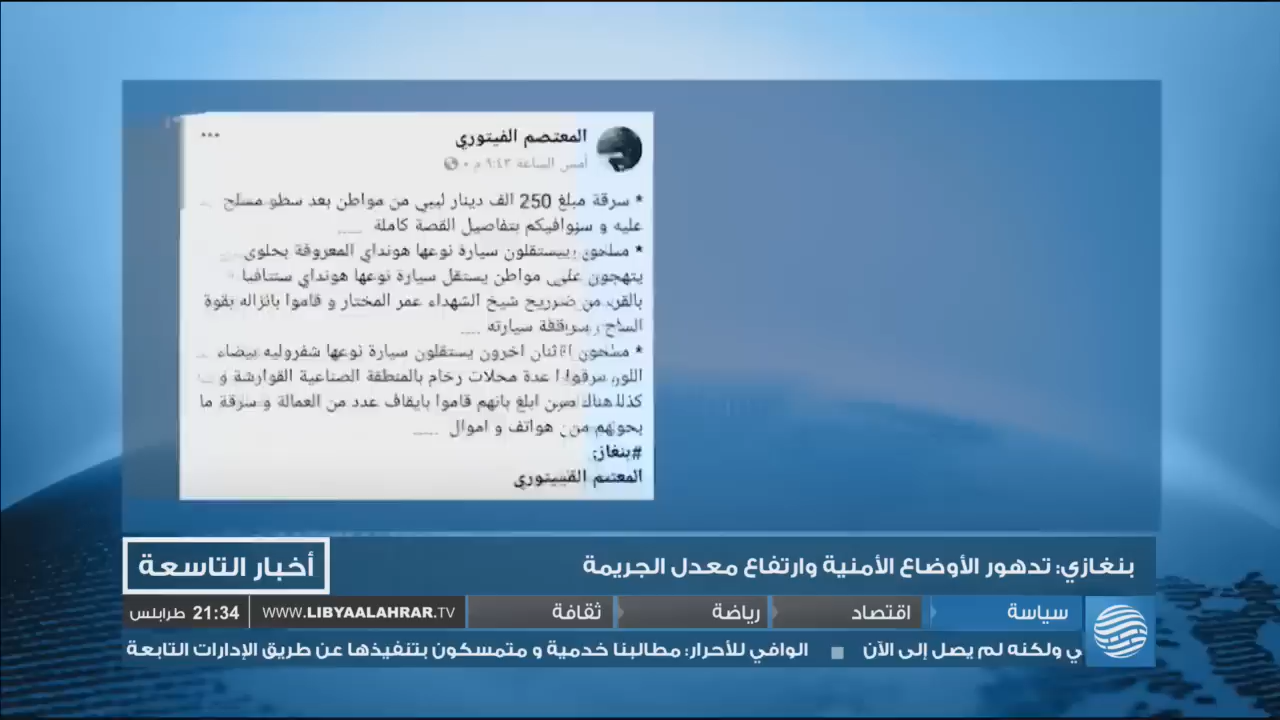 المعتصم الفيتوري
أمس الساعة ٩:٤٣ م
* سرقة مبلغ 250 الف دينار ليبي من مواطن بعد سطو مسلح
عليه و سنوافيكم بتفاصيل القصة كاملة ......
* مسلحون يستقلون سيارة نوعها هونداي المعروفة بحلوى
يتهجون على مواطن يستقل سيارة نوعها هونداي سنتافيا
بالقرب من ضريح شيخ الشهداء عمر المختار و قاموا بانزاله بقوة
سيارته ....
* مسلحون اثنان اخرون يستقلون سيارة نوعها شفروليه بيضاء
اللون سرقوا عدة محلات رخام بالمنطقة الصناعية القوارشة و
كذلك هناك من ابلغ بانهم قاموا بايقاف عدد من العمالة و سرقة ما
من هواتف و اموال ......
#بنغازي
المعتصم الفيتوري
بنغازي: تدهور الأوضاع الأمنية وارتفاع معدل الجريمة
أخبار التاسعة
سياسة اقتصاد رياضة ثقافة WWW.LIBYAALAHRAR.TV 21:34 طرابلس
ي ولكنه لم يصل إلى الآن ■ الوافي للأحرار: مطالبنا خدمية و متمسكون بتنفيذها عن طريق الإدارات التابعة